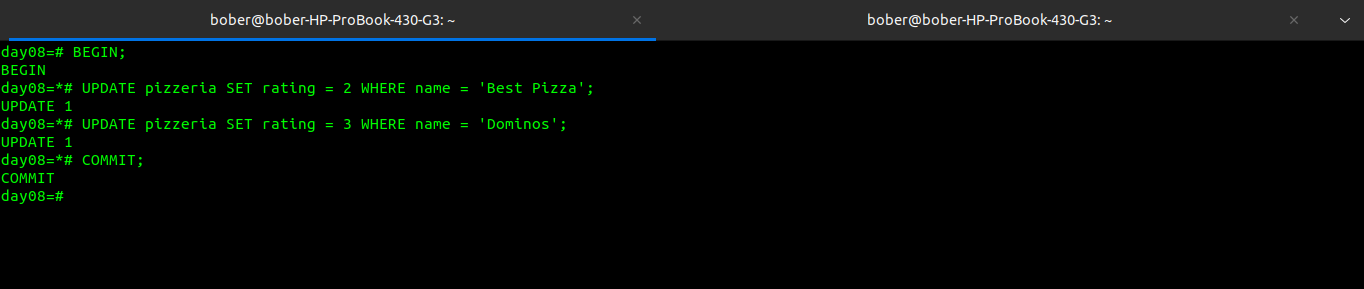 bober@bober-HP-ProBook-430-G3: ~
bober@bober-HP-ProBook-430-G3: ~
day08=# BEGIN;
BEGIN
day08=*# UPDATE pizzeria SET rating = 2 WHERE name = 'Best Pizza';
UPDATE 1
day08=*# UPDATE pizzeria SET rating = 3 WHERE name = 'Dominos';
UPDATE 1
day08=*# COMMIT;
COMMIT
day08=#